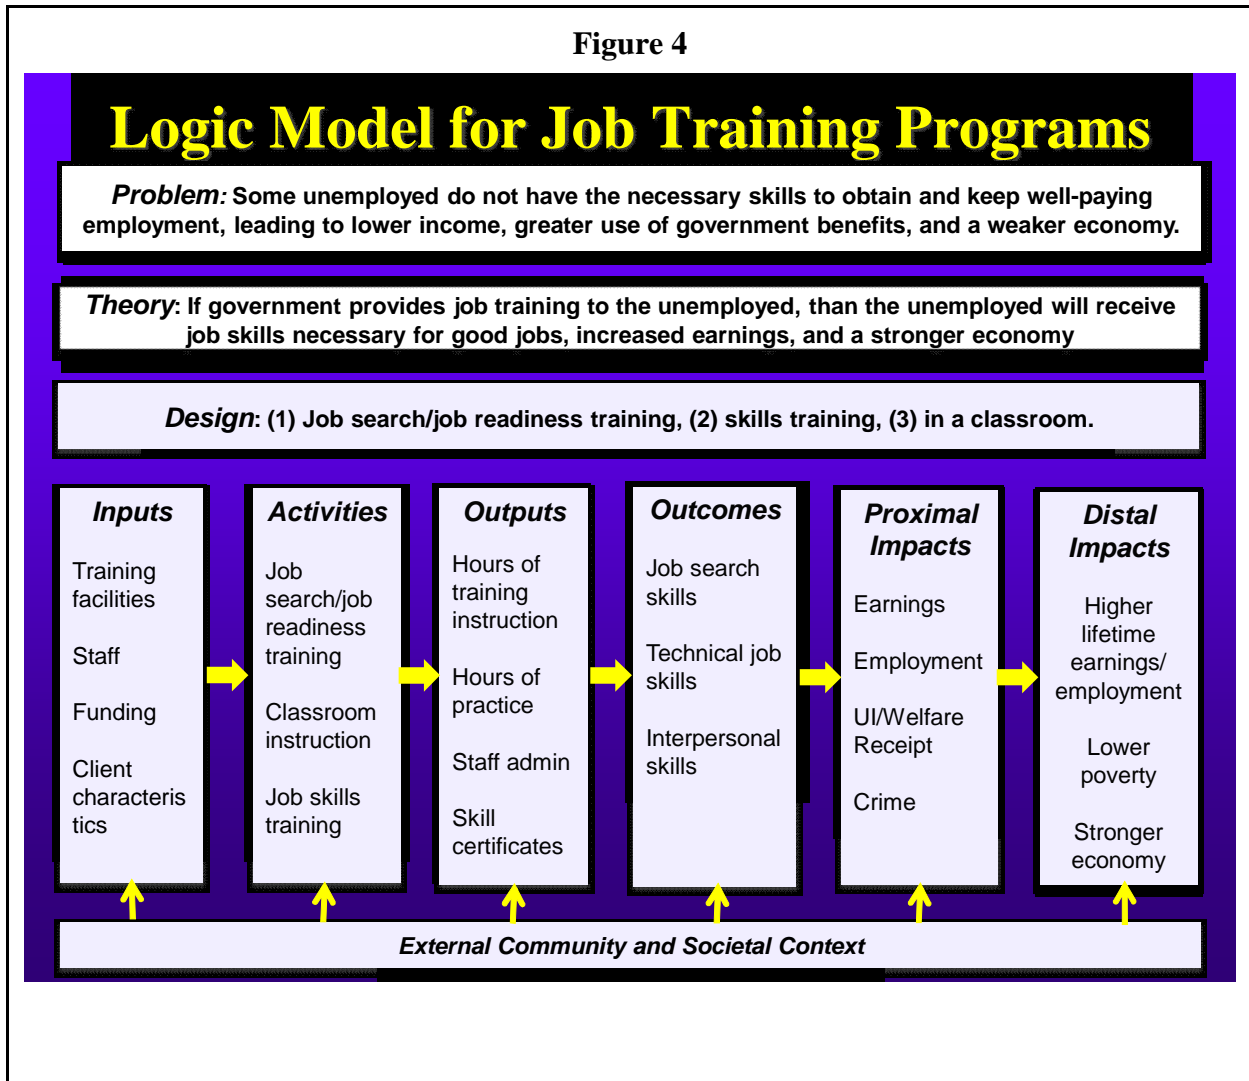 Figure 4
Logic Model for Job Training Programs
Problem: Some unemployed do not have the necessary skills to obtain and keep well-paying
employment, leading to lower income, greater use of government benefits, and a weaker economy.
Theory: If government provides job training to the unemployed, than the unemployed will receive
job skills necessary for good jobs, increased earnings, and a stronger economy
Design: (1) Job search/job readiness training, (2) skills training, (3) in a classroom.
Inputs
Training
facilities
Staff
Funding
Client
characteris
tics
Activities
Job
search/job
readiness
training
Classroom
instruction
Job skills
training
Outputs
Hours of
training
instruction
Hours of
practice
Staff admin
Skill
certificates
Outcomes
Job search
skills
Technical job
skills
Interpersonal
skills
Proximal
Impacts
Earnings
Employment
UI/Welfare
Receipt
Crime
Distal
Impacts
Higher
lifetime
earnings/
employment
Lower
poverty
Stronger
economy
External Community and Societal Context